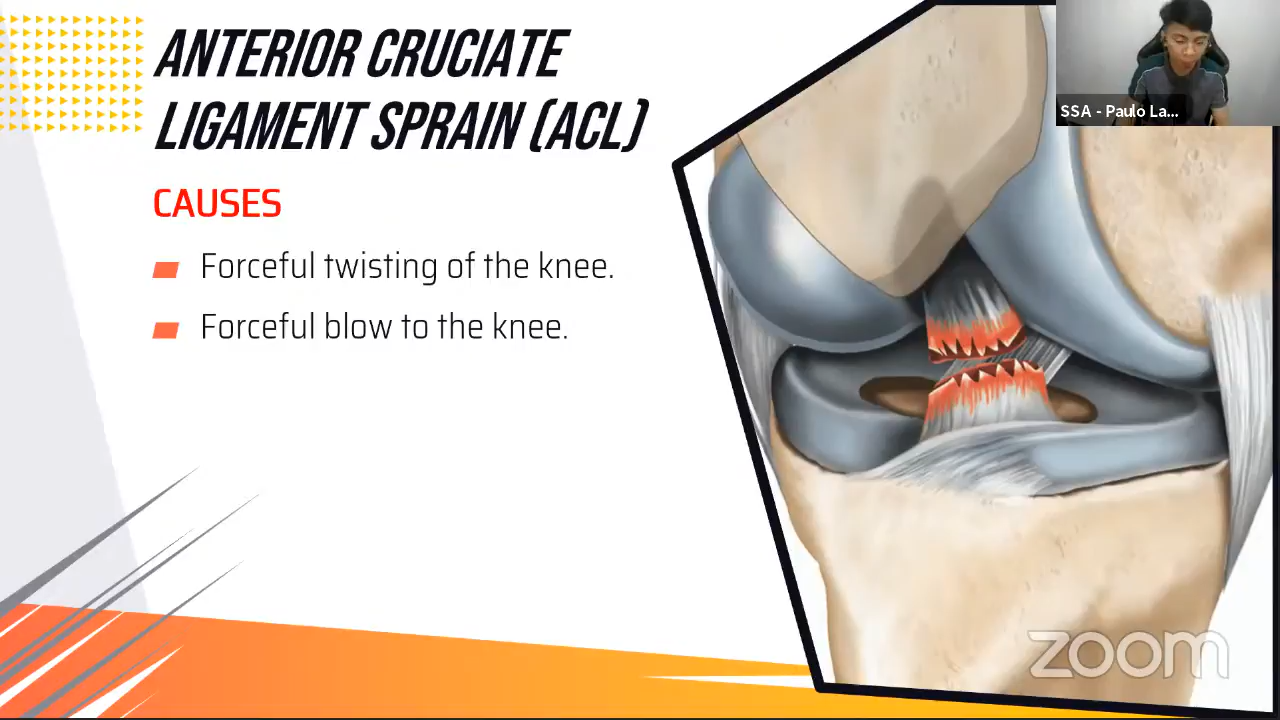 ANTERIOR CRUCIATE
LIGAMENT SPRAIN (ACL)
CAUSES
Forceful twisting of the knee.
Forceful blow to the knee.
SSA - Paulo La...
zoom